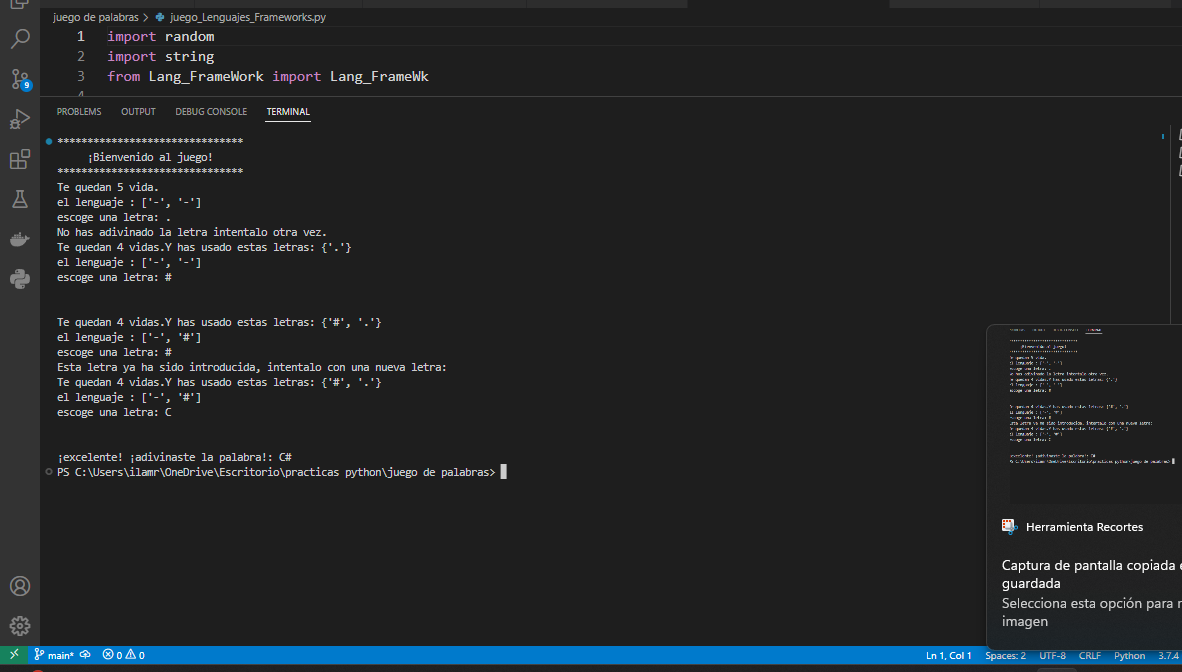 juego de palabras > juego_Lenguajes_Frameworks.py
1 import random
2 import string
3 from Lang_FrameWork import Lang_FrameWk
4
9
PROBLEMS OUTPUT DEBUG CONSOLE TERMINAL
*******************************
¡Bienvenido al juego!
*******************************
Te quedan 5 vida.
el lenguaje : ['-', '-']
escoge una letra: .
No has adivinado la letra intentalo otra vez.
Te quedan 4 vidas.Y has usado estas letras: {'.'}
el lenguaje : ['-', '-']
escoge una letra: #
Te quedan 4 vidas.Y has usado estas letras: {'#', '.'}
el lenguaje : ['-', '#']
escoge una letra: #
Esta letra ya ha sido introducida, intentalo con una nueva letra:
Te quedan 4 vidas.Y has usado estas letras: {'#', '.'}
el lenguaje : ['-', '#']
escoge una letra: C
¡excelente! ¡adivinaste la palabra!: C#
PS C:\Users\ilamr\OneDrive\Escritorio\practicas python\juego de palabras>
Herramienta Recortes
Captura de pantalla copiada
guardada
Selecciona esta opción para
imagen
main* 0 0 Ln 1, Col 1 Spaces: 2 UTF-8 CRLF Python 3.7.4